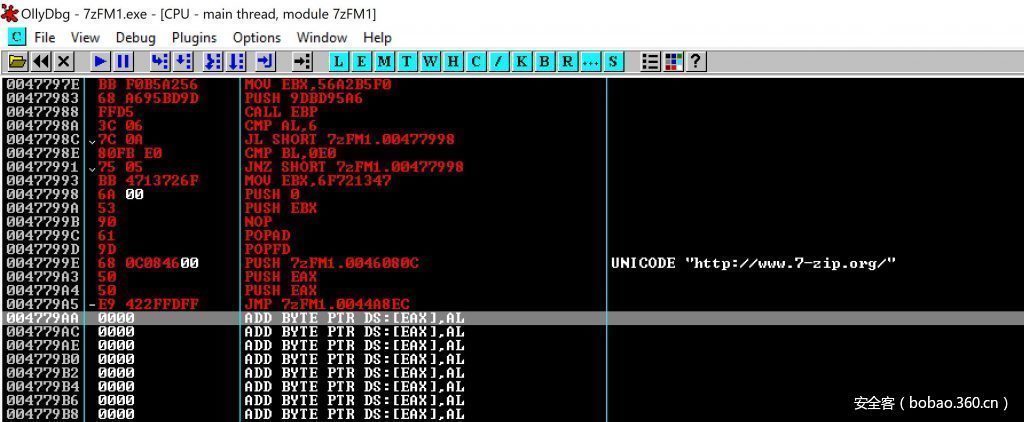 OllyDbg - 7zFM1.exe - [CPU - main thread, module 7zFM1]
C File View Debug Plugins Options Window Help
L E M T W H C / K B R ... S ?
0047797E BB F0B5A256 MOV EBX,56A2B5F0
00477983 68 A695BD9D PUSH 9DBD95A6
00477988 FFD5 CALL EBP
0047798A 3C 06 CMP AL,6
0047798C 7C 0A JL SHORT 7zFM1.00477998
0047798E 80FB E0 CMP BL,0E0
00477991 75 05 JNZ SHORT 7zFM1.00477998
00477993 BB 4713726F MOV EBX,6F721347
00477998 6A 00 PUSH 0
0047799A 53 PUSH EBX
0047799B 90 NOP
0047799C 61 POPAD
0047799D 9D POPFD
0047799E 68 0C084600 PUSH 7zFM1.0046080C UNICODE "http://www.7-zip.org/"
004779A3 50 PUSH EAX
004779A4 50 PUSH EAX
004779A5 -E9 422FFDFF JMP 7zFM1.0044A8EC
004779AA 0000 ADD BYTE PTR DS:[EAX],AL
004779AC 0000 ADD BYTE PTR DS:[EAX],AL
004779AE 0000 ADD BYTE PTR DS:[EAX],AL
004779B0 0000 ADD BYTE PTR DS:[EAX],AL
004779B2 0000 ADD BYTE PTR DS:[EAX],AL
004779B4 0000 ADD BYTE PTR DS:[EAX],AL
004779B6 0000 ADD BYTE PTR DS:[EAX],AL
004779B8 0000 ADD BYTE PTR DS:[EAX],AL
安全客（bobao.360.cn）